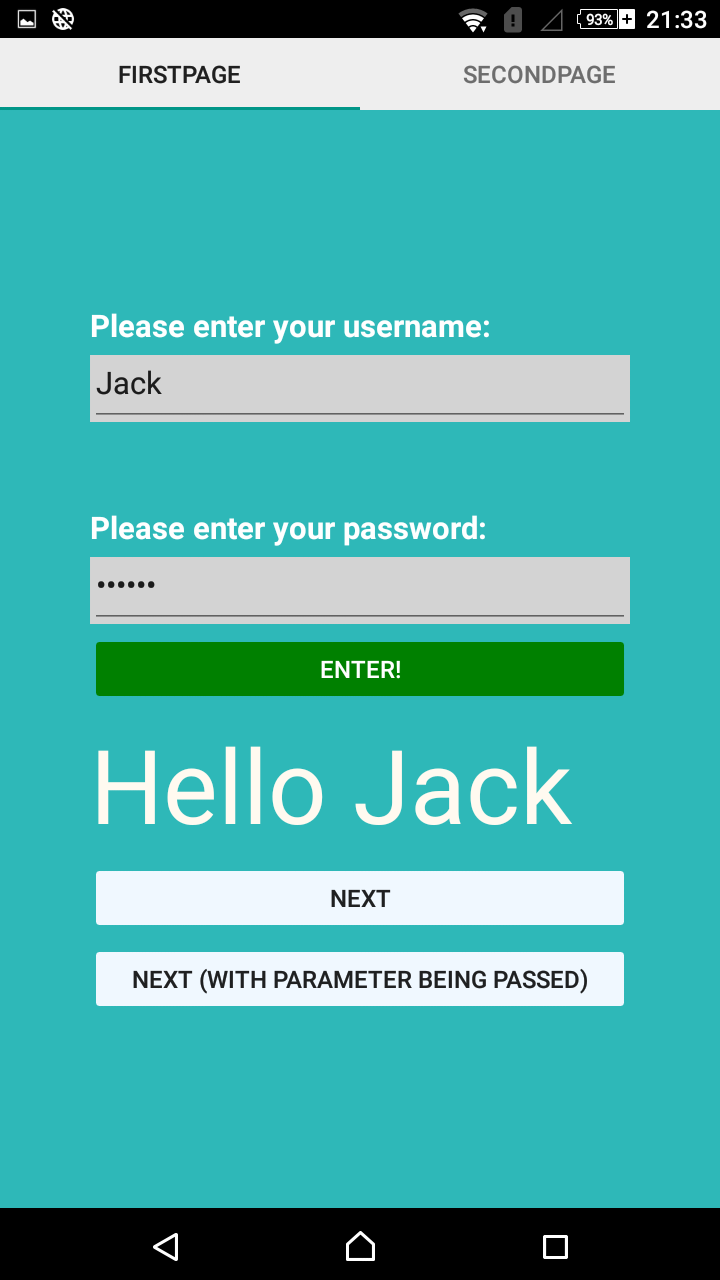 93% 21:33
FIRSTPAGE SECONDPAGE
Please enter your username:
Jack
Please enter your password:
••••••
ENTER!
Hello Jack
NEXT
NEXT (WITH PARAMETER BEING PASSED)